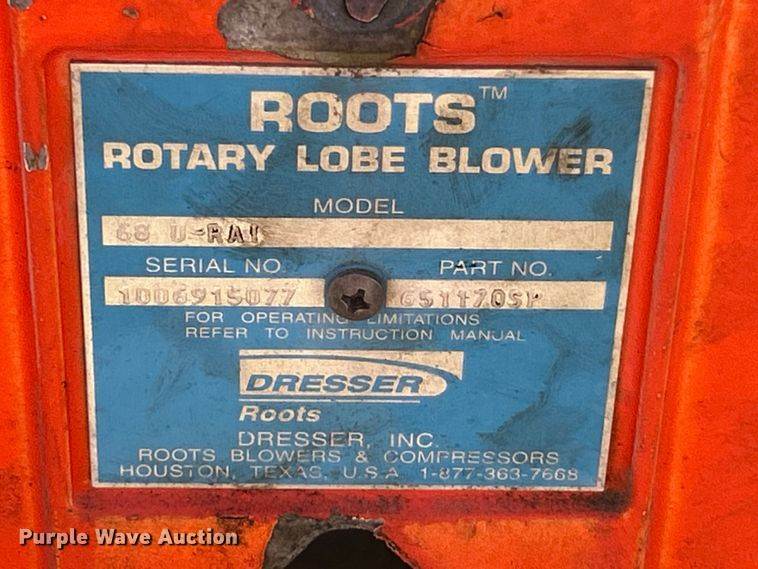 ROOTS™
ROTARY LOBE BLOWER
MODEL
68 U-RAI
SERIAL NO. PART NO.
1006915077 651170SP
FOR OPERATING LIMITATIONS
REFER TO INSTRUCTION MANUAL
DRESSER
Roots
DRESSER, INC.
ROOTS BLOWERS & COMPRESSORS
HOUSTON, TEXAS, U.S.A. 1-877-363-7668
Purple Wave Auction